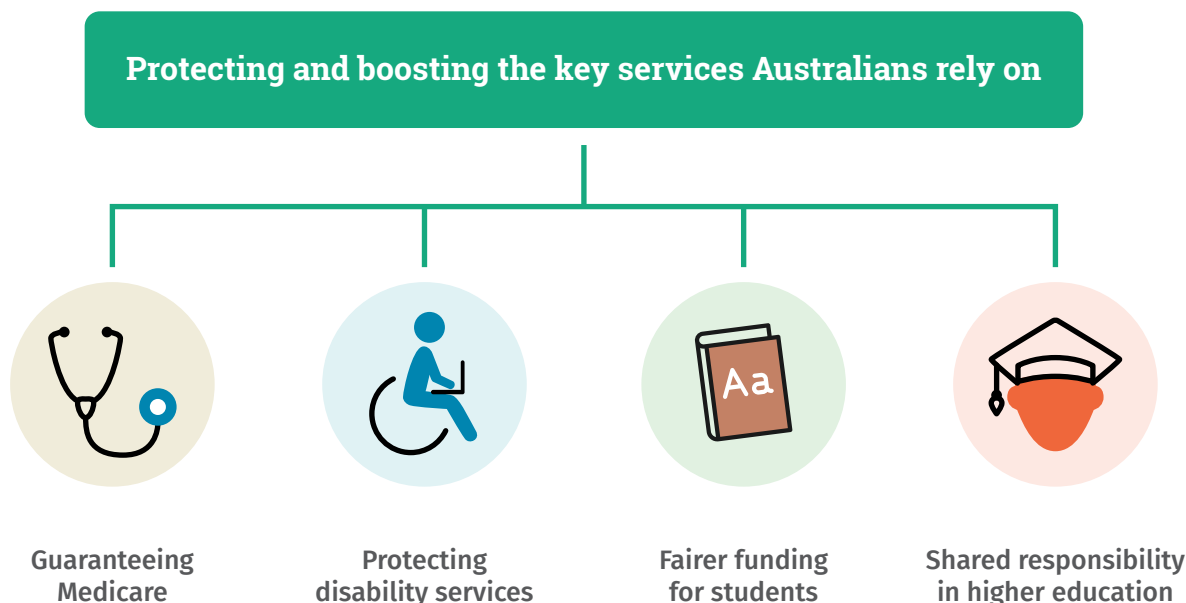 Protecting and boosting the key services Australians rely on
Aa
Guaranteeing
Medicare
Protecting
disability services
Fairer funding
for students
Shared responsibility
in higher education